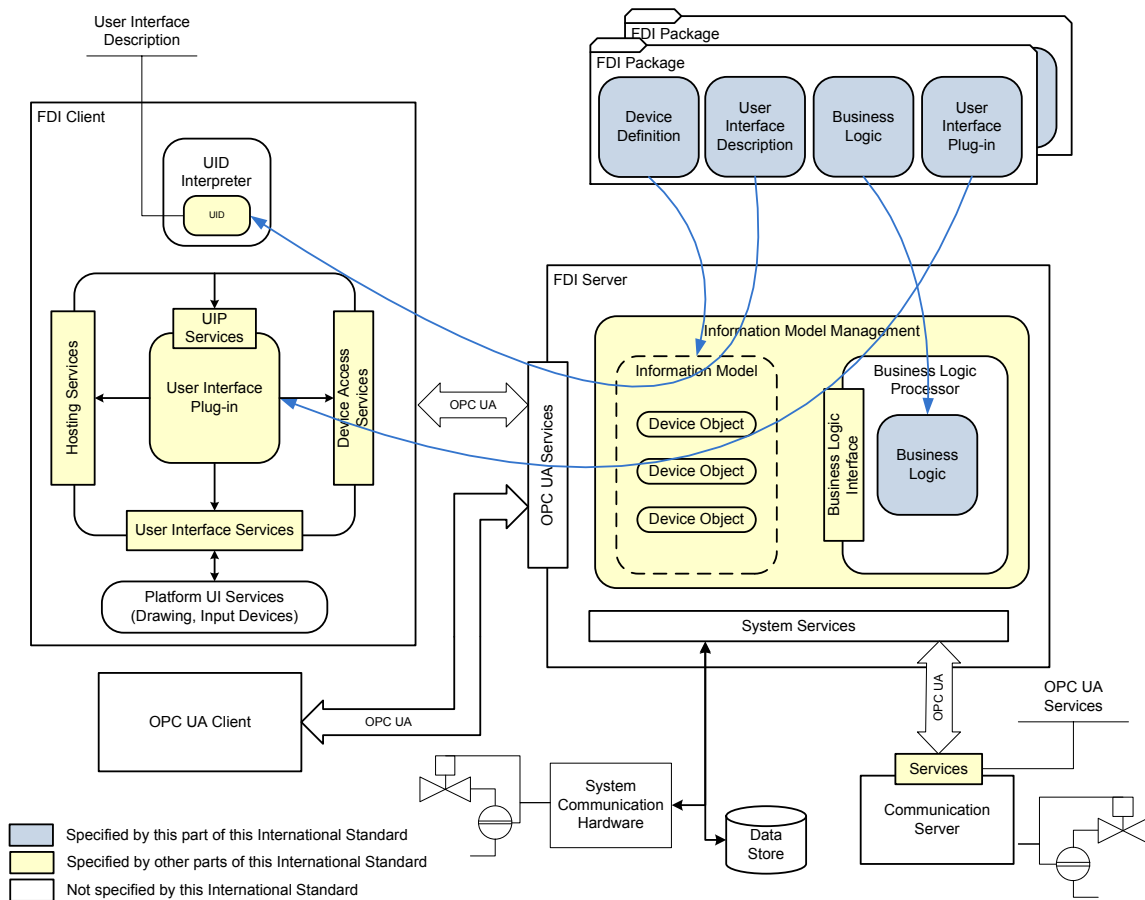 User Interface
Description
FDI Package
FDI Package
Device
Definition
User
Interface
Description
Business
Logic
User
Interface
Plug-in
FDI Client
UID
Interpreter
UID
UIP
Services
Hosting Services
User Interface
Plug-in
Device Access
Services
User Interface Services
Platform UI Services
(Drawing, Input Devices)
OPC UA
OPC UA Services
FDI Server
Information Model Management
Information Model
Device Object
Device Object
Device Object
Business Logic
Processor
Business Logic
Interface
Business
Logic
System Services
OPC UA Client
OPC UA
OPC UA
OPC UA
Services
Services
Communication
Server
System
Communication
Hardware
Data
Store
Specified by this part of this International Standard
Specified by other parts of this International Standard
Not specified by this International Standard